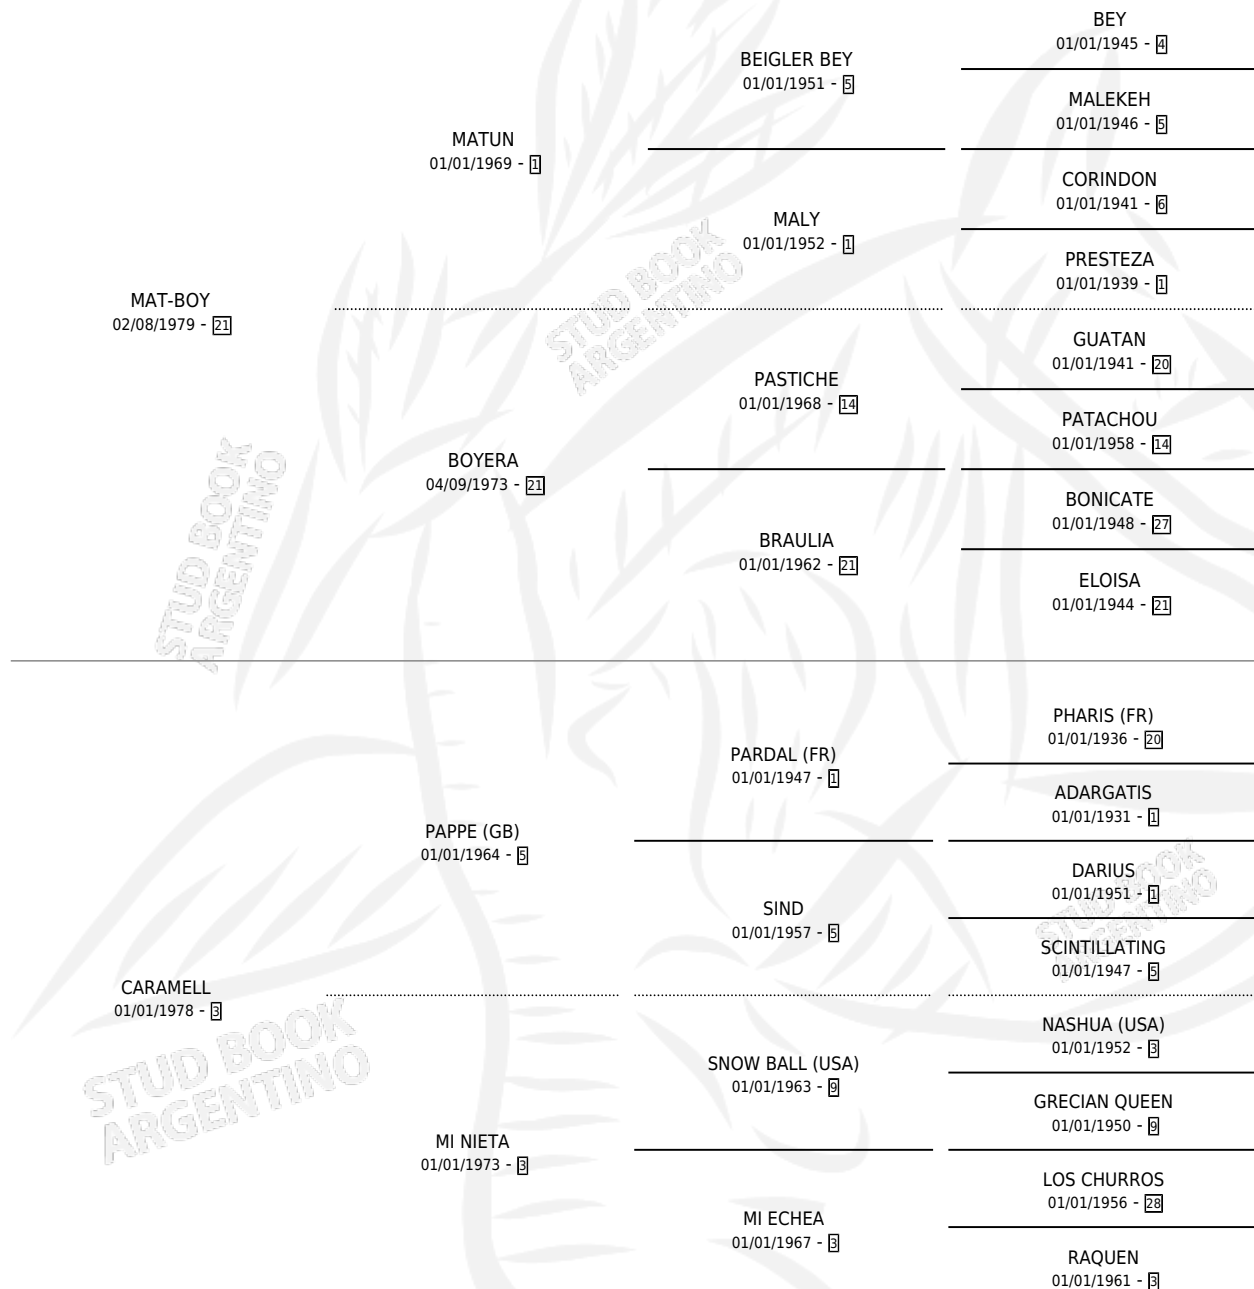 BEY
01/01/1945 - 4
BEIGLER BEY
01/01/1951 - 5
MALEKEH
01/01/1946 - 5
MATUN
01/01/1969 - 1
CORINDON
01/01/1941 - 6
MALY
01/01/1952 - 1
PRESTEZA
01/01/1939 - 1
MAT-BOY
02/08/1979 - 21
GUATAN
01/01/1941 - 20
PASTICHE
01/01/1968 - 14
PATACHOU
01/01/1958 - 14
BOYERA
04/09/1973 - 21
BONICATE
01/01/1948 - 27
BRAULIA
01/01/1962 - 21
ELOISA
01/01/1944 - 21
PHARIS (FR)
01/01/1936 - 20
PARDAL (FR)
01/01/1947 - 1
ADARGATIS
01/01/1931 - 1
PAPPE (GB)
01/01/1964 - 5
DARIUS
01/01/1951 - 1
SIND
01/01/1957 - 5
SCINTILLATING
01/01/1947 - 5
CARAMELL
01/01/1978 - 3
NASHUA (USA)
01/01/1952 - 3
SNOW BALL (USA)
01/01/1963 - 9
GRECIAN QUEEN
01/01/1950 - 9
MI NIETA
01/01/1973 - 3
LOS CHURROS
01/01/1956 - 28
MI ECHEA
01/01/1967 - 3
RAQUEN
01/01/1961 - 3
STUD BOOK
ARGENTINO
STUD BOOK
ARGENTINO
STUD BOOK
ARGENTINO
STUD BOOK
ARGENTINO